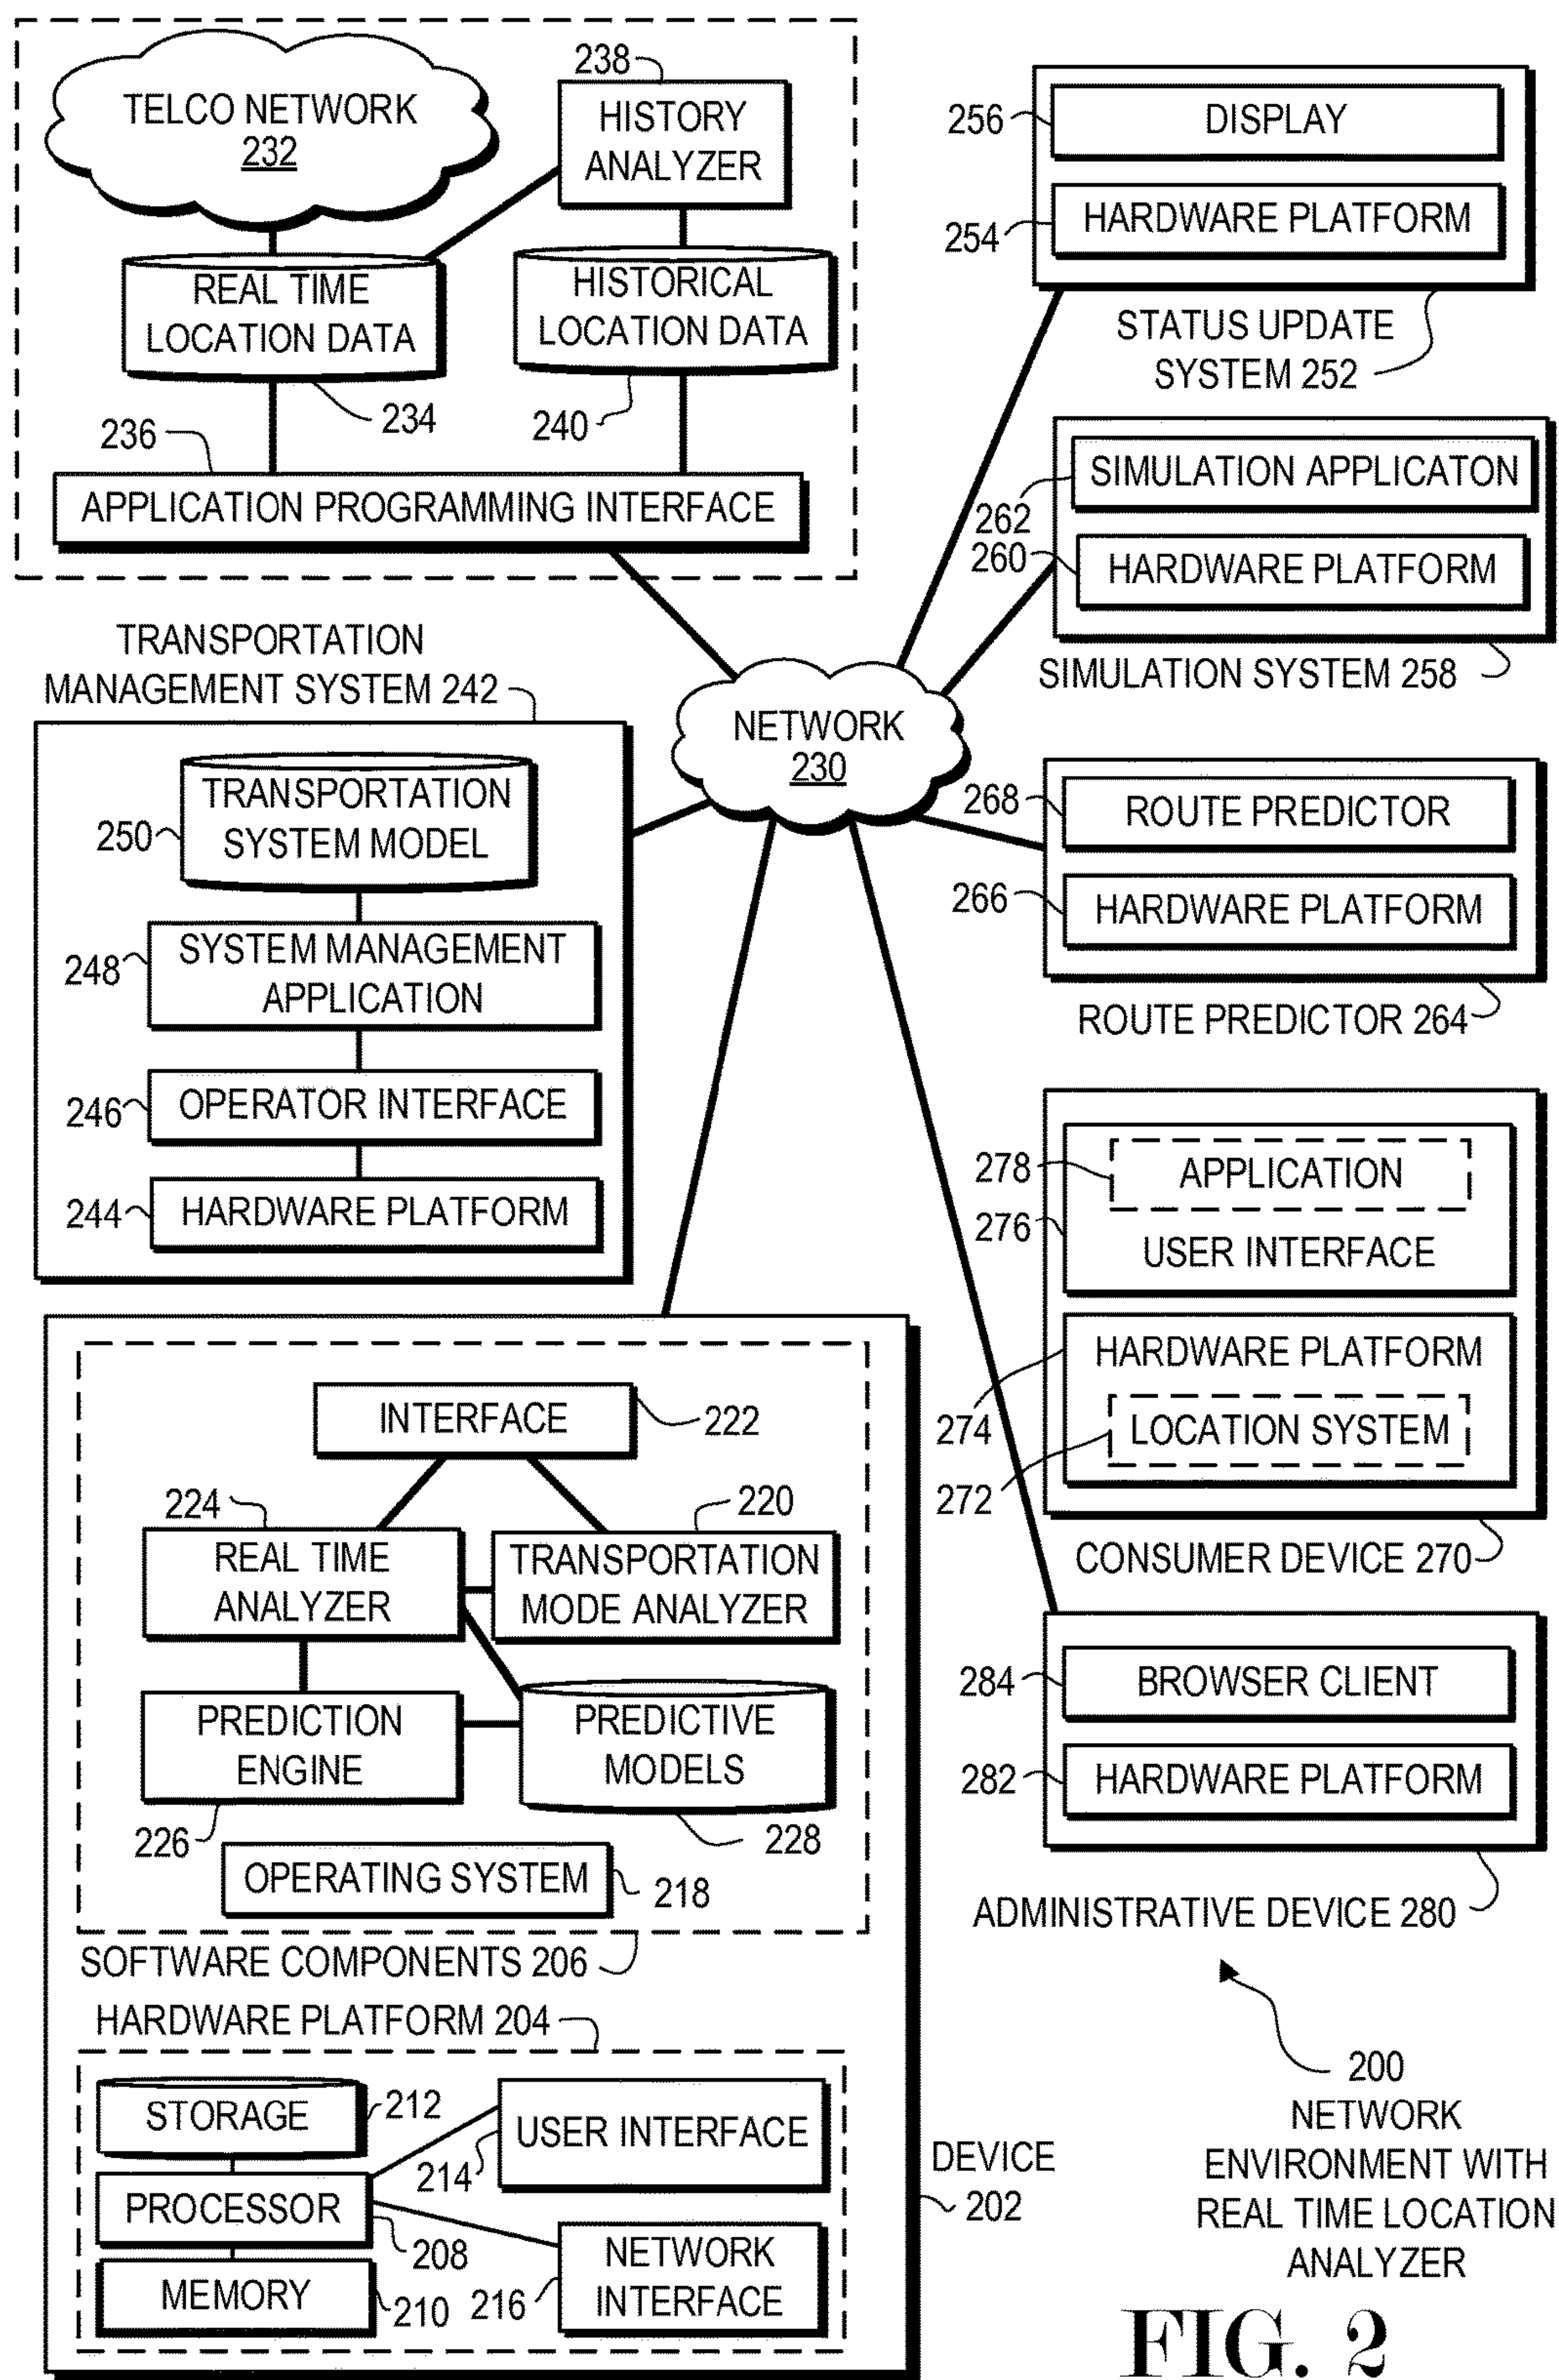 TELCO NETWORK
232
238
HISTORY
ANALYZER
REAL TIME
LOCATION DATA
HISTORICAL
LOCATION DATA
234
240
236
APPLICATION PROGRAMMING INTERFACE
256
DISPLAY
254
HARDWARE PLATFORM
STATUS UPDATE
SYSTEM 252
262
SIMULATION APPLICATON
260
HARDWARE PLATFORM
SIMULATION SYSTEM 258
NETWORK
230
TRANSPORTATION
MANAGEMENT SYSTEM 242
250
TRANSPORTATION
SYSTEM MODEL
248
SYSTEM MANAGEMENT
APPLICATION
246
OPERATOR INTERFACE
244
HARDWARE PLATFORM
268
ROUTE PREDICTOR
266
HARDWARE PLATFORM
ROUTE PREDICTOR 264
278
APPLICATION
276
USER INTERFACE
HARDWARE PLATFORM
274
LOCATION SYSTEM
272
CONSUMER DEVICE 270
284
BROWSER CLIENT
282
HARDWARE PLATFORM
ADMINISTRATIVE DEVICE 280
INTERFACE
222
224
REAL TIME
ANALYZER
220
TRANSPORTATION
MODE ANALYZER
PREDICTION
ENGINE
226
PREDICTIVE
MODELS
228
OPERATING SYSTEM
218
SOFTWARE COMPONENTS 206
HARDWARE PLATFORM 204
STORAGE
212
USER INTERFACE
214
PROCESSOR
208
MEMORY
210
216
NETWORK
INTERFACE
DEVICE
202
200
NETWORK
ENVIRONMENT WITH
REAL TIME LOCATION
ANALYZER
FIG. 2